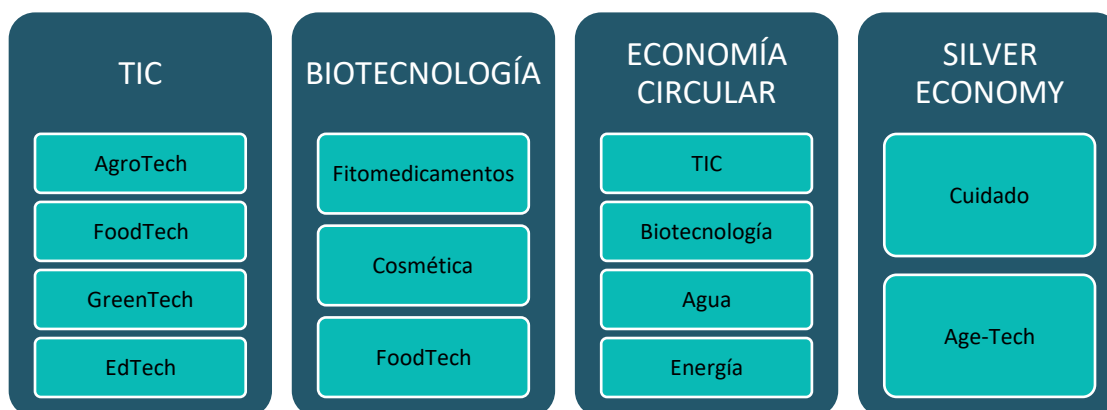 TIC
AgroTech
FoodTech
GreenTech
EdTech
BIOTECNOLOGÍA
Fitomedicamentos
Cosmética
FoodTech
ECONOMÍA
CIRCULAR
TIC
Biotecnología
Agua
Energía
SILVER
ECONOMY
Cuidado
Age-Tech